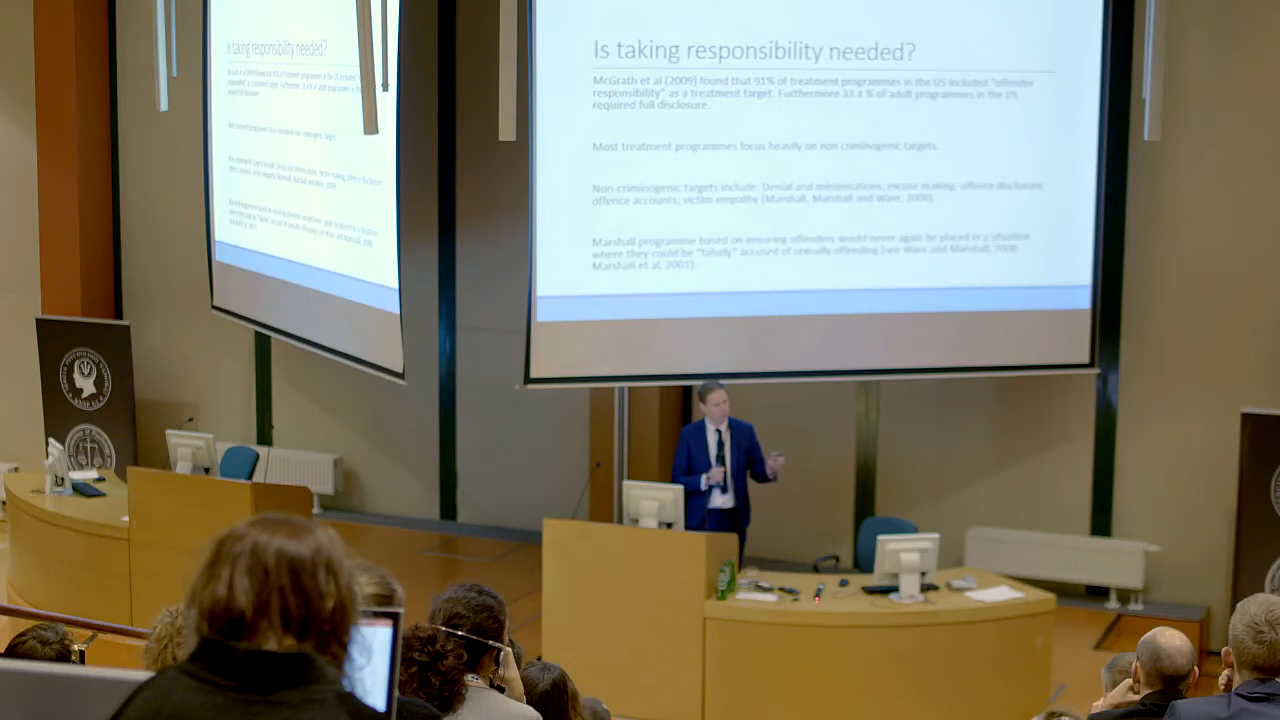 Is taking responsibility needed?
McGrath et al (2009) found that 91% of treatment programmes in the US included "offender
responsibility" as a treatment target. Furthermore 33.4 % of adult programmes in the US
required full disclosure.
Most treatment programmes focus heavily on non criminogenic targets.
Non-criminogenic targets include: Denial and minimisations, excuse making; offence disclosure,
offence accounts; victim empathy (Marshall, Marshall and Ware, 2009).
Marshall programme based on ensuring offenders would never again be placed in a situation
where they could be "falsely" accused of sexually offending (see Ware and Marshall, 2008;
Marshall et al, 2001).
Is taking responsibility needed?